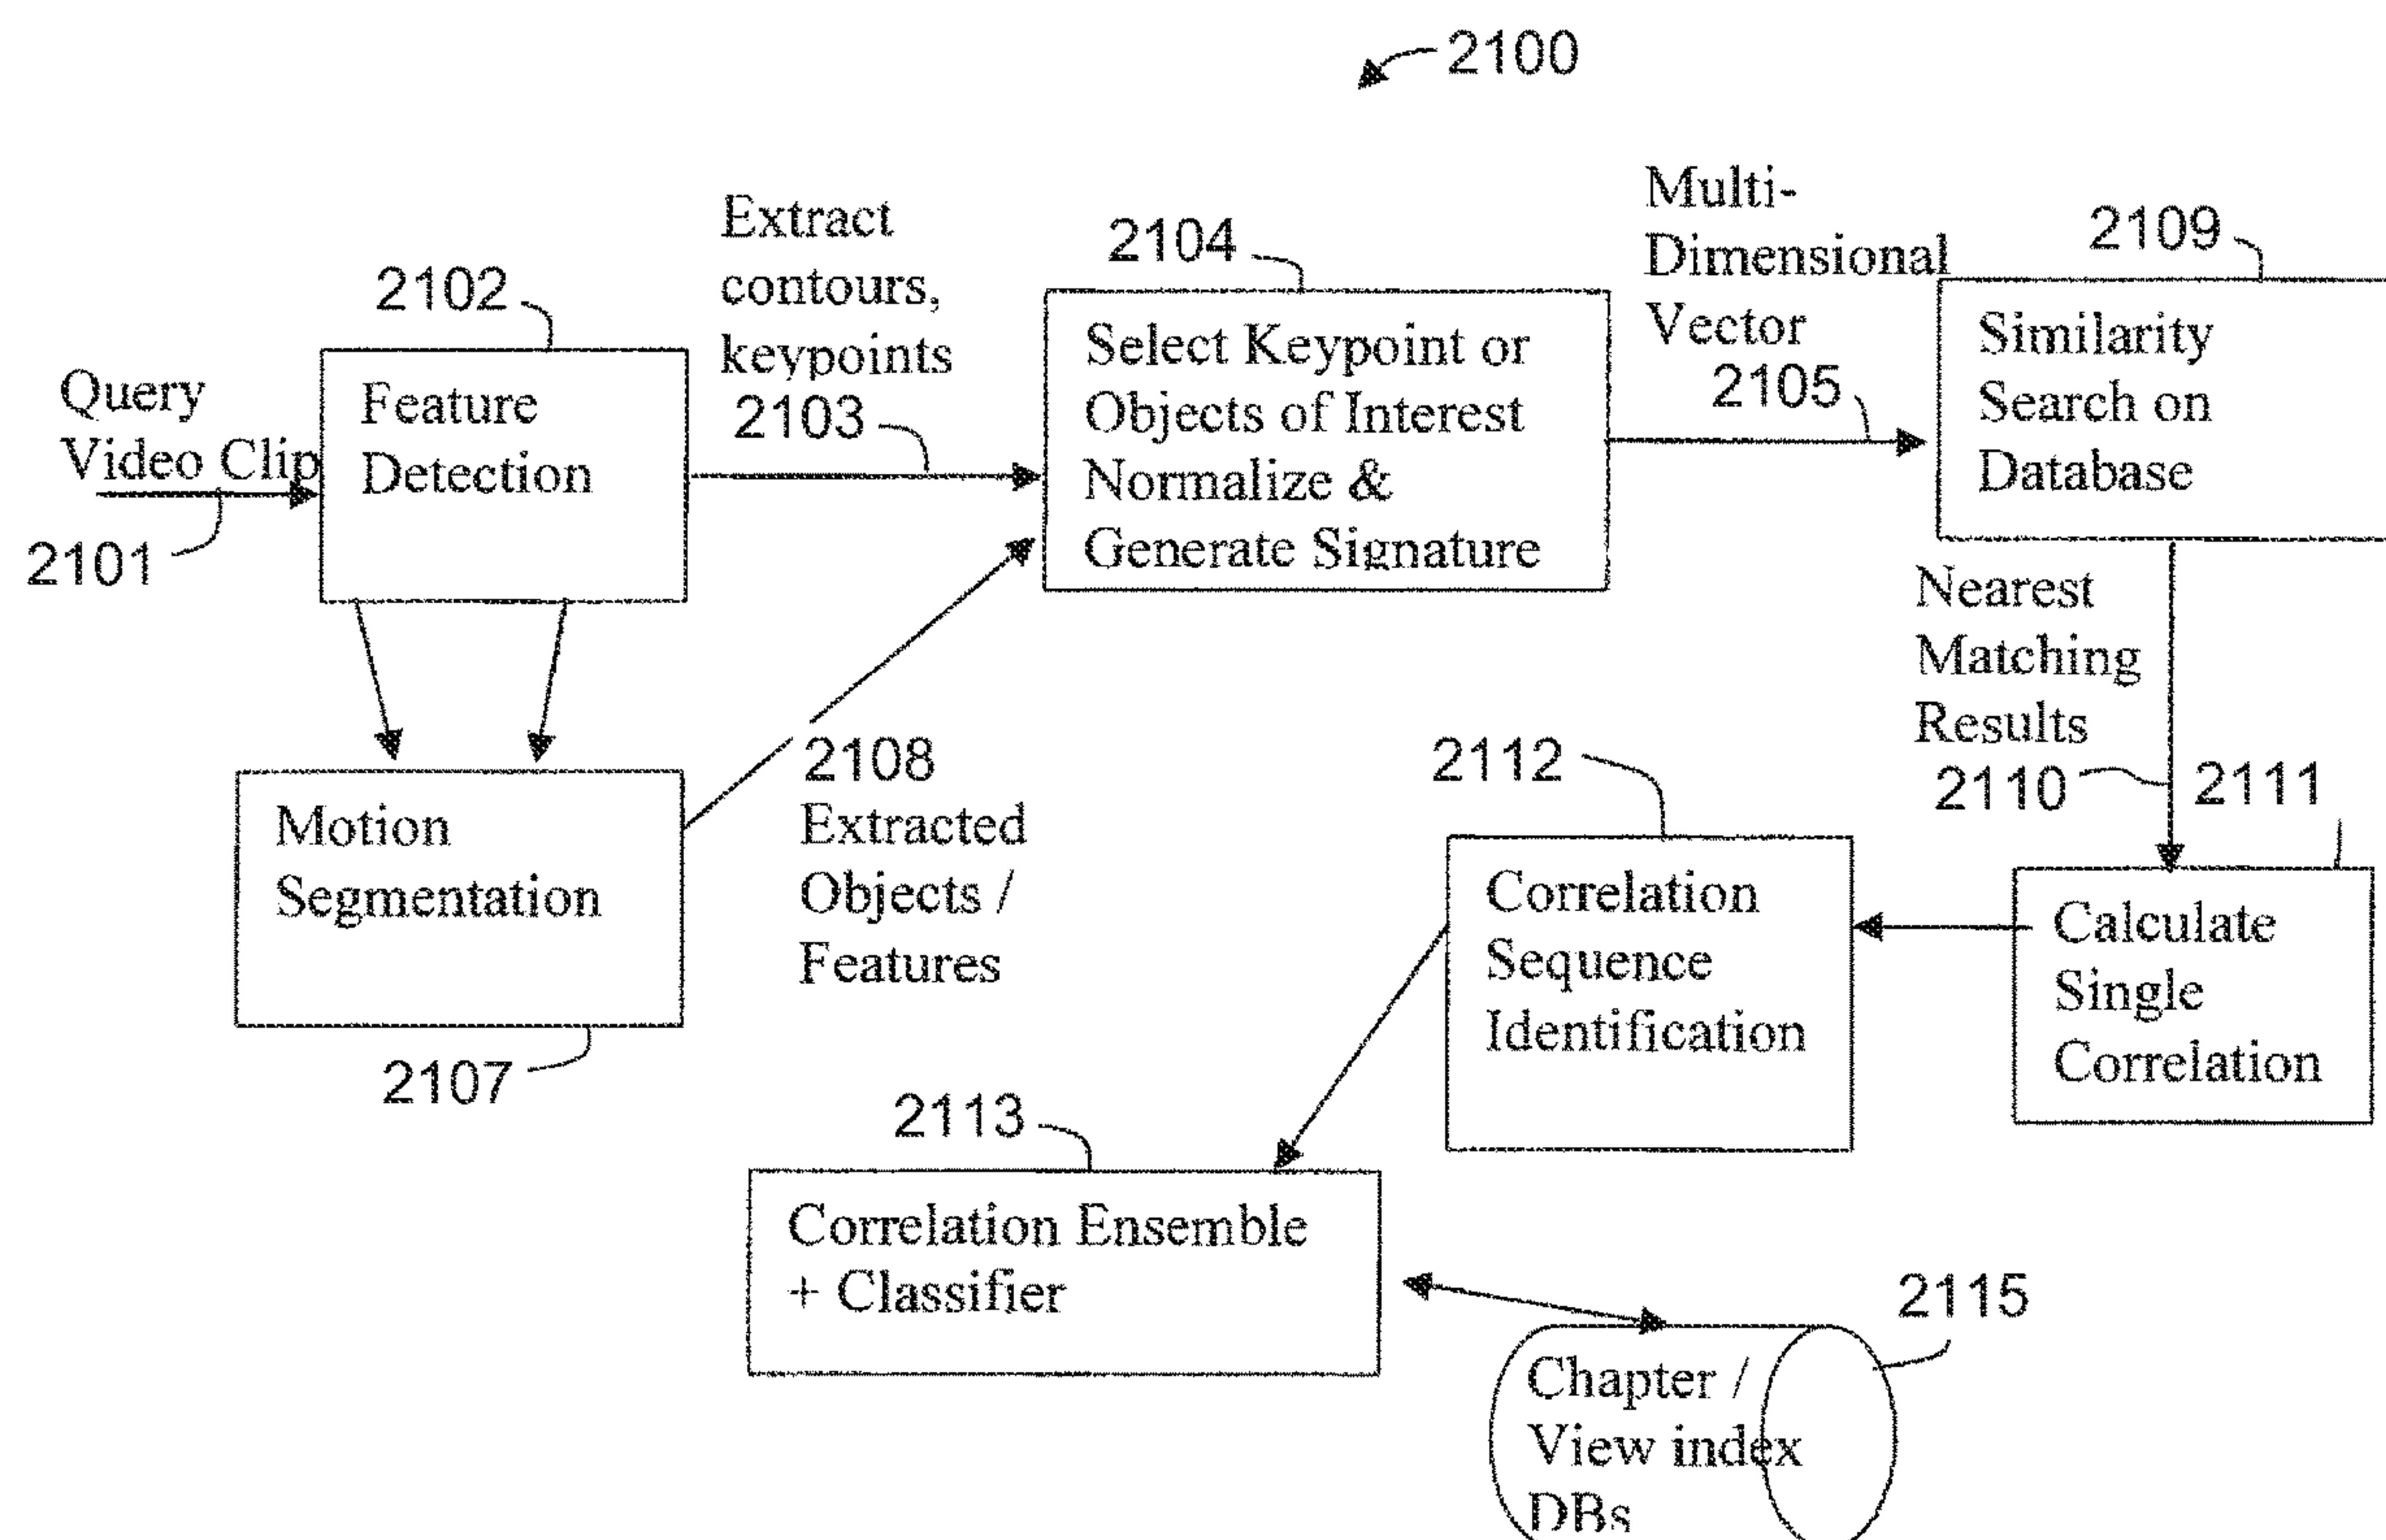 2100
Query
Video Clip
2101
2102
Feature
Detection
Extract
contours,
keypoints
2103
2104
Select Keypoint or
Objects of Interest
Normalize &
Generate Signature
Multi-
Dimensional
Vector
2105
2109
Similarity
Search on
Database
Motion
Segmentation
2107
2108
Extracted
Objects /
Features
Nearest
Matching
Results
2110
2111
Calculate
Single
Correlation
2112
Correlation
Sequence
Identification
2113
Correlation Ensemble
+ Classifier
2115
Chapter /
View index
DBs